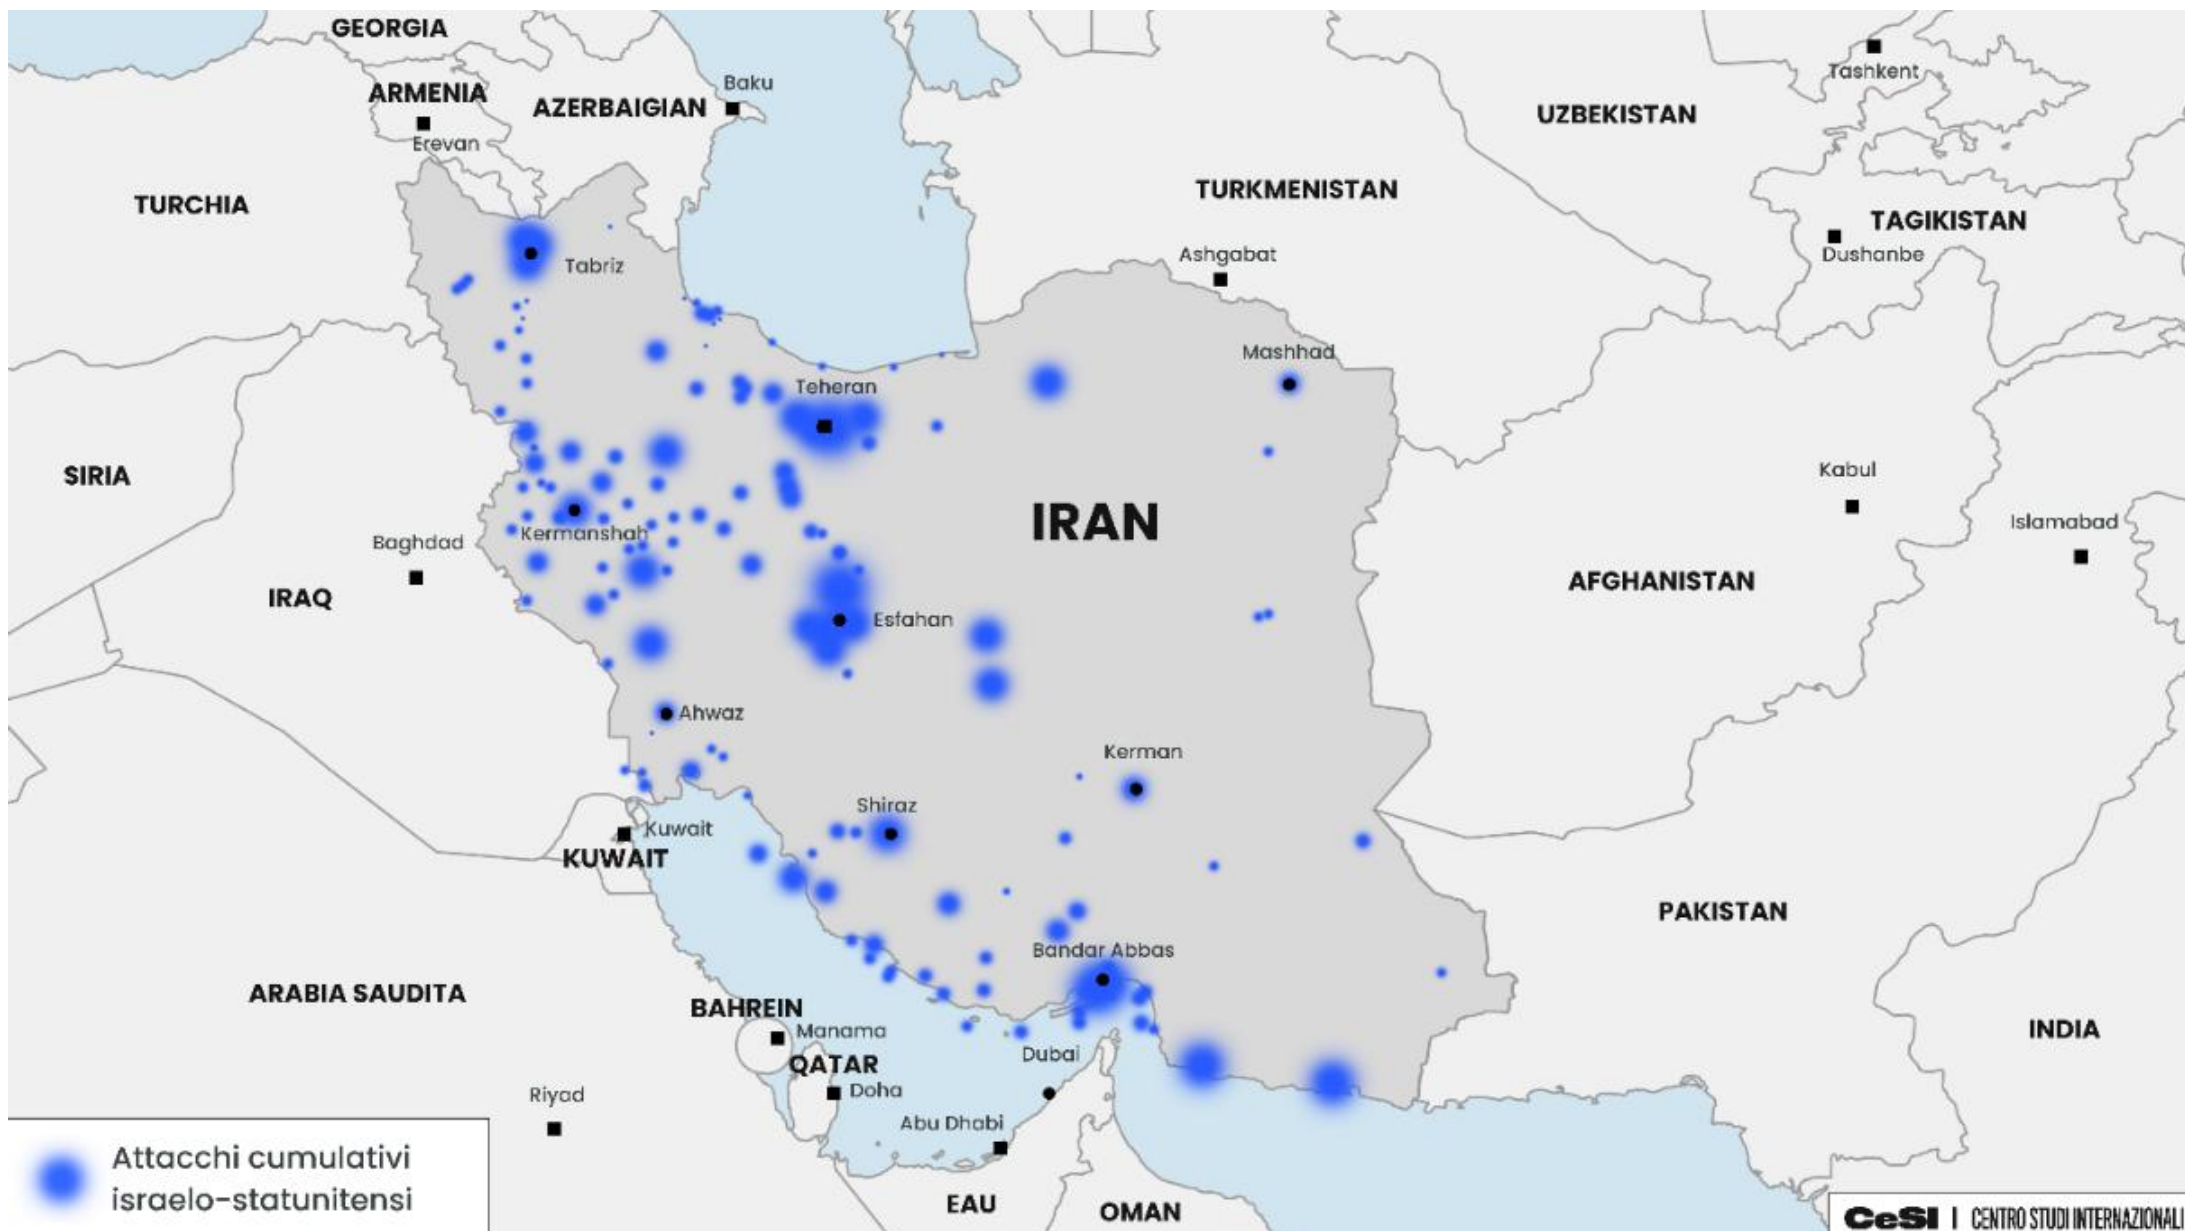 GEORGIA
ARMENIA
Erevan
AZERBAIGIAN
Baku
Tashkent
UZBEKISTAN
TURCHIA
TURKMENISTAN
TAGIKISTAN
Dushanbe
Ashgabat
Tabriz
Mashhad
Teheran
SIRIA
Kabul
IRAN
Islamabad
Kermanshah
Baghdad
AFGHANISTAN
IRAQ
Esfahan
Ahwaz
Kerman
Shiraz
Kuwait
KUWAIT
PAKISTAN
Bandar Abbas
ARABIA SAUDITA
BAHREIN
Manama
INDIA
Dubai
QATAR
Doha
Riyad
Abu Dhabi
EAU
OMAN
Attacchi cumulativi
israelo-statunitensi
CeSI | CENTRO STUDI INTERNAZIONALI